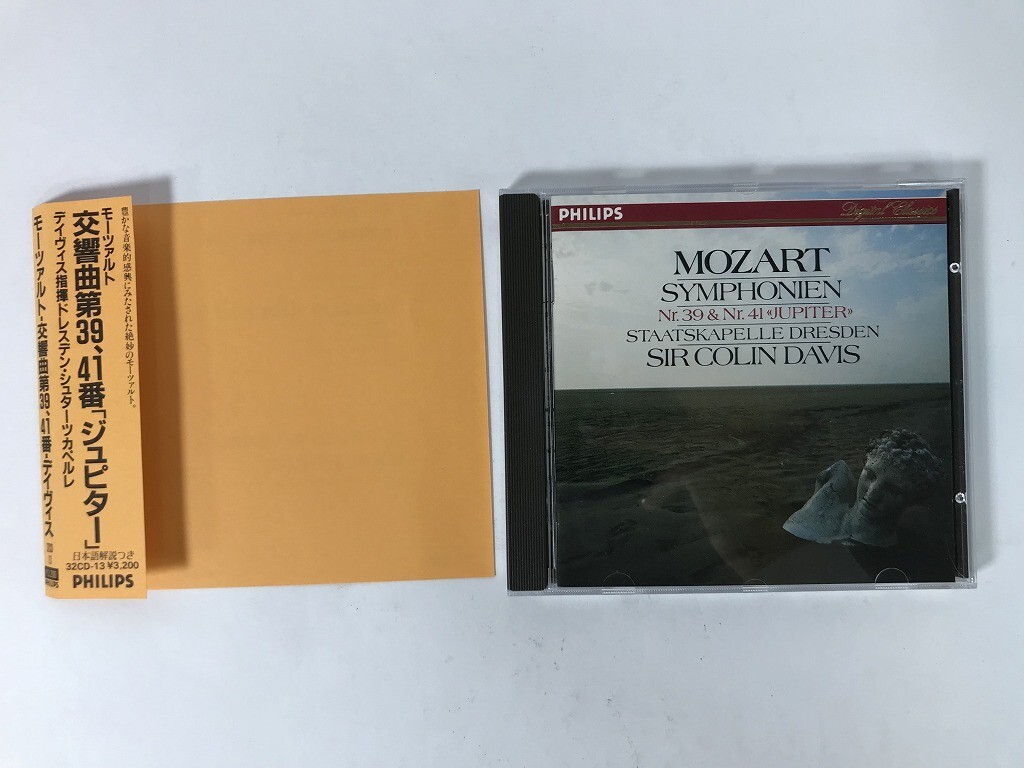 豊かな音楽的感興にみたされた絶妙のモーツァルト。
モーツァルト
交響曲第39、41番「ジュピター」
デイヴィス指揮ドレスデン・シュターツ・カペルレ
日本語解説つき
32CD-13 ¥3,200
PHILIPS
モーツァルト:交響曲第39、41番-デイヴィス
PHILIPS
PHILIPS
Digital Classics
MOZART
SYMPHONIEN
Nr. 39 & Nr. 41 «JUPITER»
STAATSKAPELLE DRESDEN
SIR COLIN DAVIS